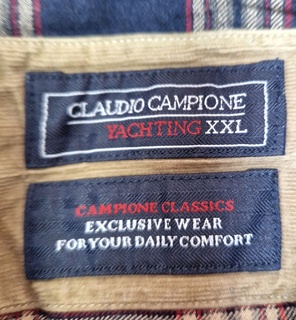 CLAUDIO CAMPIONE
YACHTING XXL
CAMPIONE CLASSICS
EXCLUSIVE WEAR
FOR YOUR DAILY COMFORT